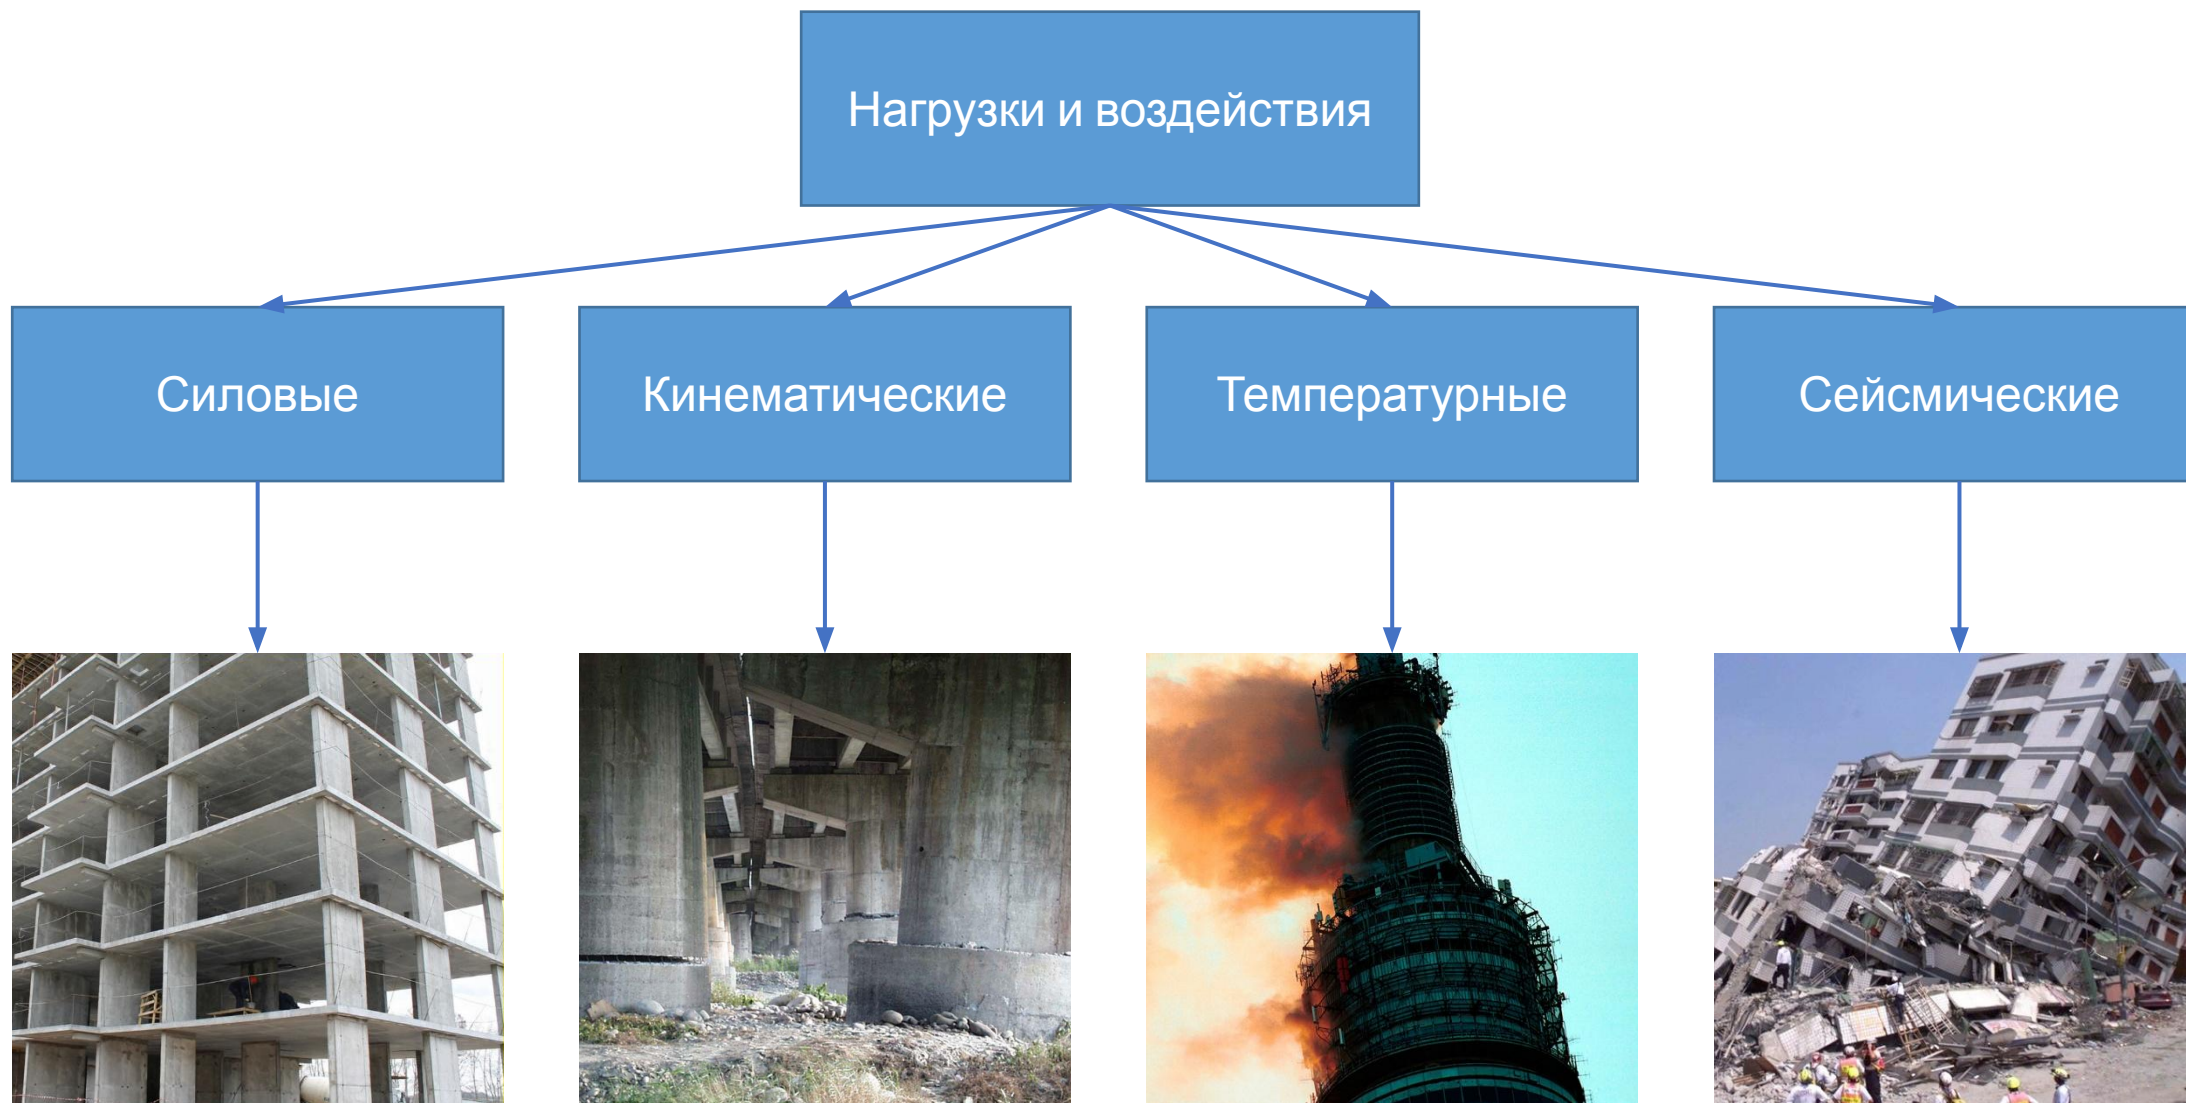 Нагрузки и воздействия
Силовые
Кинематические
Температурные
Сейсмические